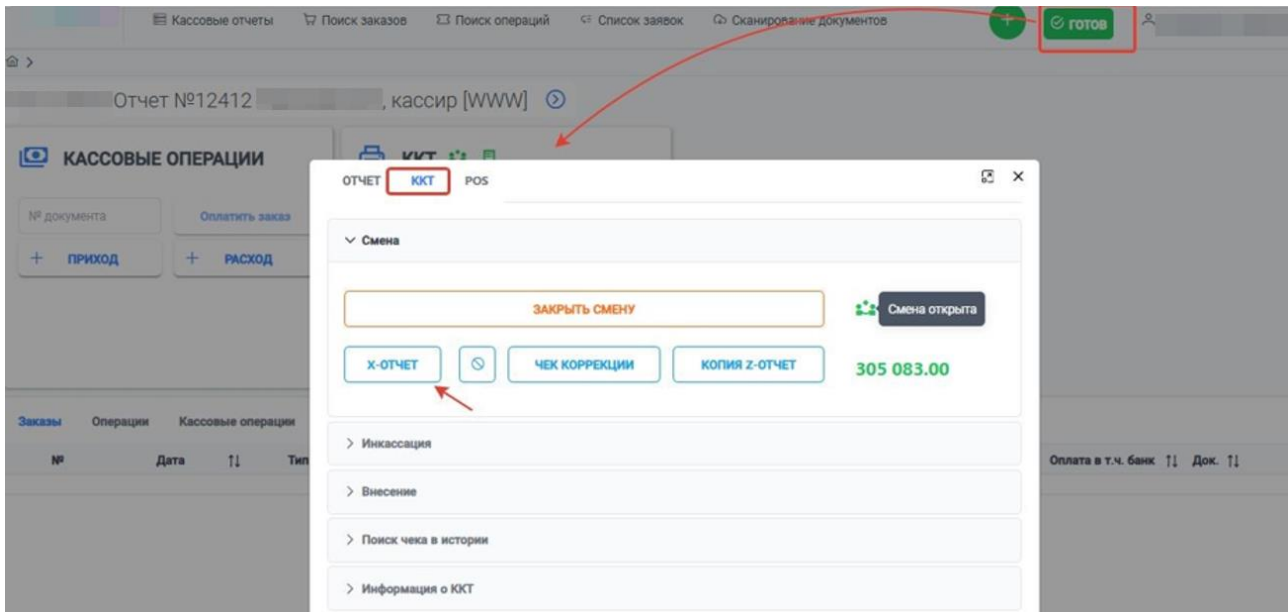 Кассовые отчеты Поиск заказов Поиск операций Список заявок Сканирование документов + ГОТОВ
Отчет №12412 , кассир [WWW]
КАССОВЫЕ ОПЕРАЦИИ ККТ
ОТЧЕТ ККТ POS
№ документа Оплатить заказ
Смена
+ ПРИХОД + РАСХОД
ЗАКРЫТЬ СМЕНУ Смена открыта
X-ОТЧЕТ ЧЕК КОРРЕКЦИИ КОПИЯ Z-ОТЧЕТ 305 083.00
Заказы Операции Кассовые операции
Инкассация
№ Дата Тип Оплата в т.ч. банк Док.
Внесение
Поиск чека в истории
Информация о ККТ